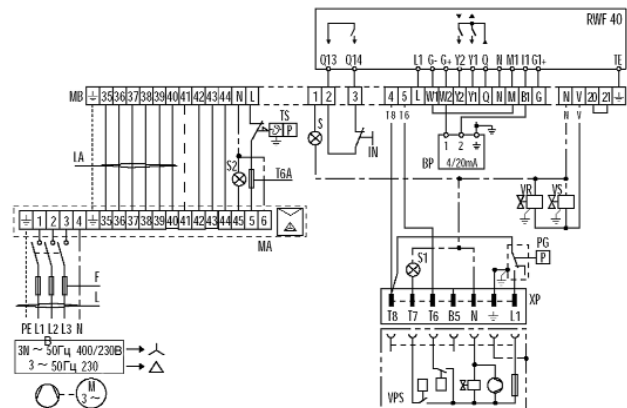 RWF 40
Q13 Q14 L1 G- G+ Y2 Y1 Q N M1 I1 G1+ TE
MB 35 36 37 38 39 40 41 42 43 44 N L 1 2 3 4 5 L W1 W2 Y2 Y1 Q N M B1 G N V 20 21
T8 T6 N V
TS
P
S
IN
1 2
BP 4/20mA
LA
S2
T6A
VR VS
35 36 37 38 39 40 41 42 43 44 45 5 6
1 2 3 4
MA
PG
P
S1
XP
T8 T7 T6 B5 N L1
F
L
PE L1 L2 L3 N
В
3N ~ 50Гц 400/230В
3 ~ 50Гц 230
M
3 ~
VPS